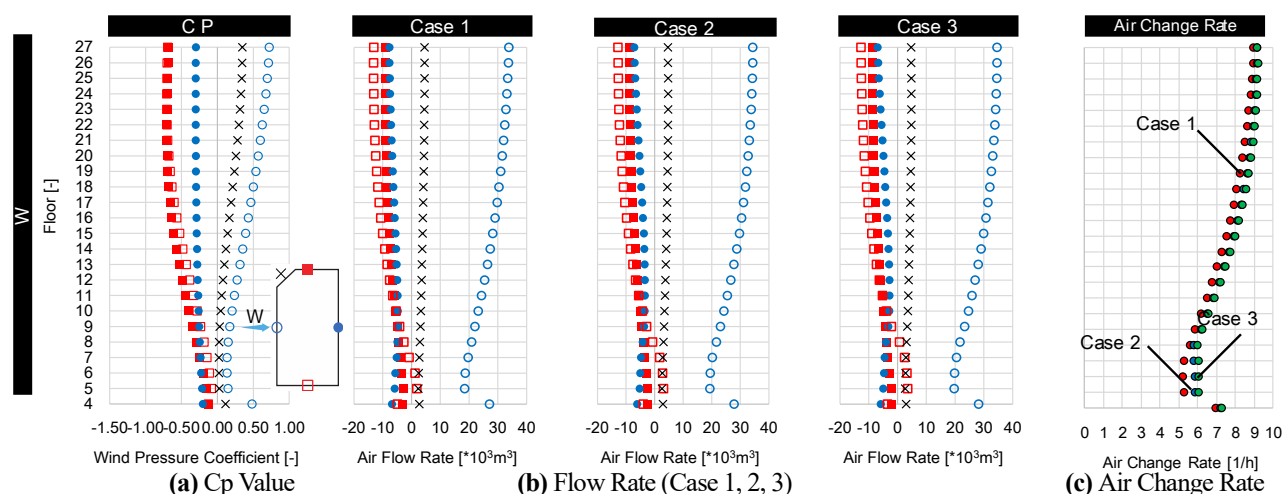 C P
Case 1
Case 2
Case 3
Air Change Rate
W
Floor [-]
27
26
25
24
23
22
21
20
19
18
17
16
15
14
13
12
11
10
9
8
7
6
5
4
W
Case 1
Case 2
Case 3
-1.50 -1.00 -0.50 0.00 0.50 1.00
-20 -10 0 10 20 30 40
-20 -10 0 10 20 30 40
-20 -10 0 10 20 30 40
0 1 2 3 4 5 6 7 8 9 10
Wind Pressure Coefficient [-]
Air Flow Rate [*10³m³]
Air Flow Rate [*10³m³]
Air Flow Rate [*10³m³]
Air Change Rate [1/h]
(a) Cp Value
(b) Flow Rate (Case 1, 2, 3)
(c) Air Change Rate